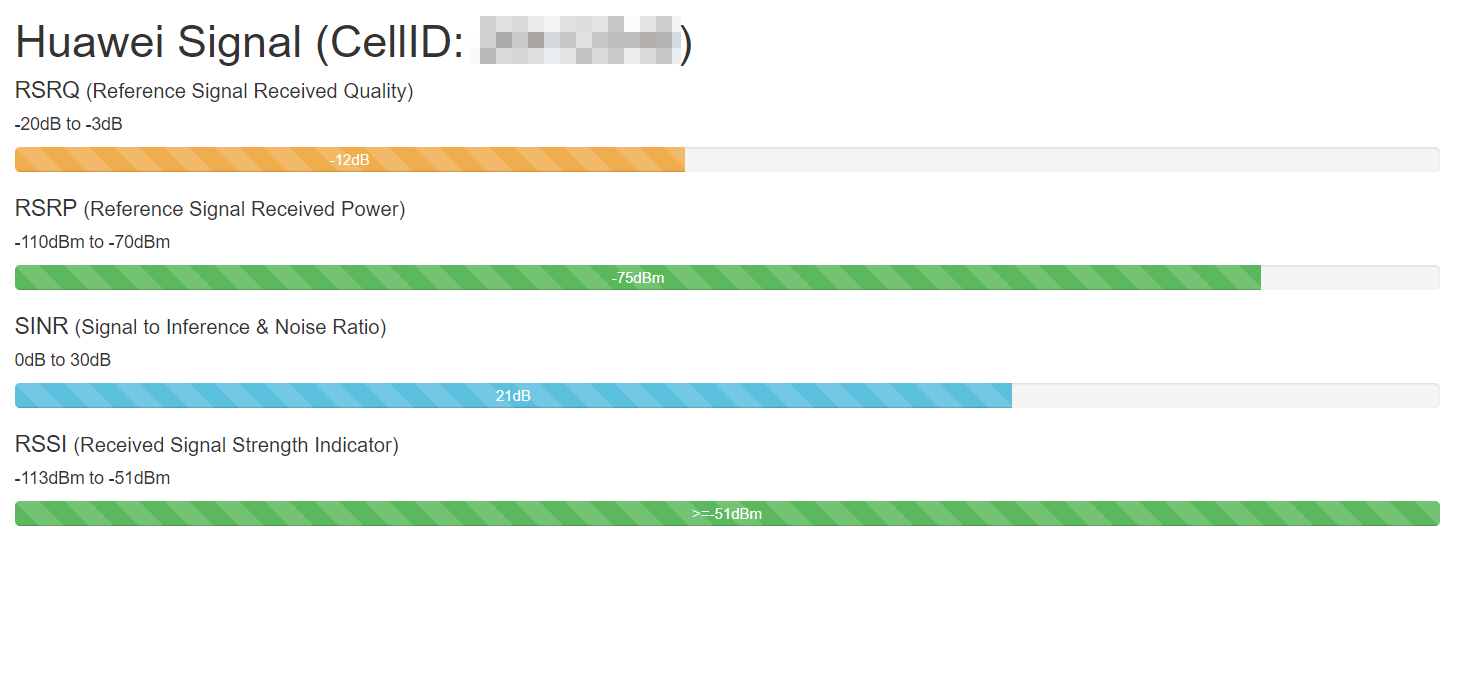 Huawei Signal (CellID: )
RSRQ (Reference Signal Received Quality)
-20dB to -3dB
-12dB
RSRP (Reference Signal Received Power)
-110dBm to -70dBm
-75dBm
SINR (Signal to Inference & Noise Ratio)
0dB to 30dB
21dB
RSSI (Received Signal Strength Indicator)
-113dBm to -51dBm
>=-51dBm